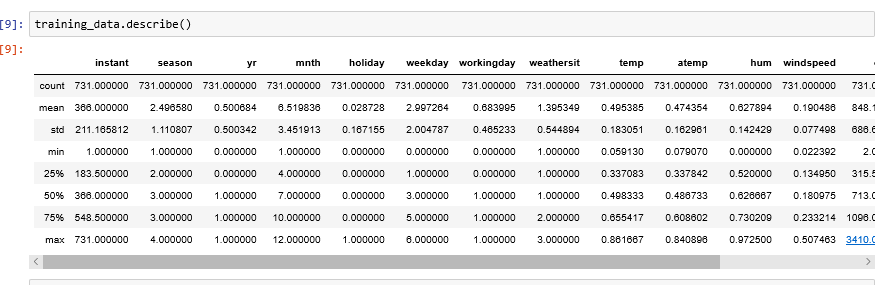 [9]: training_data.describe()
[9]:
instant season yr mnth holiday weekday workingday weathersit temp atemp hum windspeed
count 731.000000 731.000000 731.000000 731.000000 731.000000 731.000000 731.000000 731.000000 731.000000 731.000000 731.000000 731.000000 731.0
mean 366.000000 2.496580 0.500684 6.519836 0.028728 2.997264 0.683995 1.395349 0.495385 0.474354 0.627894 0.190486 848.1
std 211.165812 1.110807 0.500342 3.451913 0.167155 2.004787 0.465233 0.544894 0.183051 0.162961 0.142429 0.077498 686.6
min 1.000000 1.000000 0.000000 1.000000 0.000000 0.000000 0.000000 1.000000 0.059130 0.079070 0.000000 0.022392 2.0
25% 183.500000 2.000000 0.000000 4.000000 0.000000 1.000000 0.000000 1.000000 0.337083 0.337842 0.520000 0.134950 315.5
50% 366.000000 3.000000 1.000000 7.000000 0.000000 3.000000 1.000000 1.000000 0.498333 0.486733 0.626667 0.180975 713.0
75% 548.500000 3.000000 1.000000 10.000000 0.000000 5.000000 1.000000 2.000000 0.655417 0.608602 0.730209 0.233214 1096.0
max 731.000000 4.000000 1.000000 12.000000 1.000000 6.000000 1.000000 3.000000 0.861667 0.840896 0.972500 0.507463 3410.0